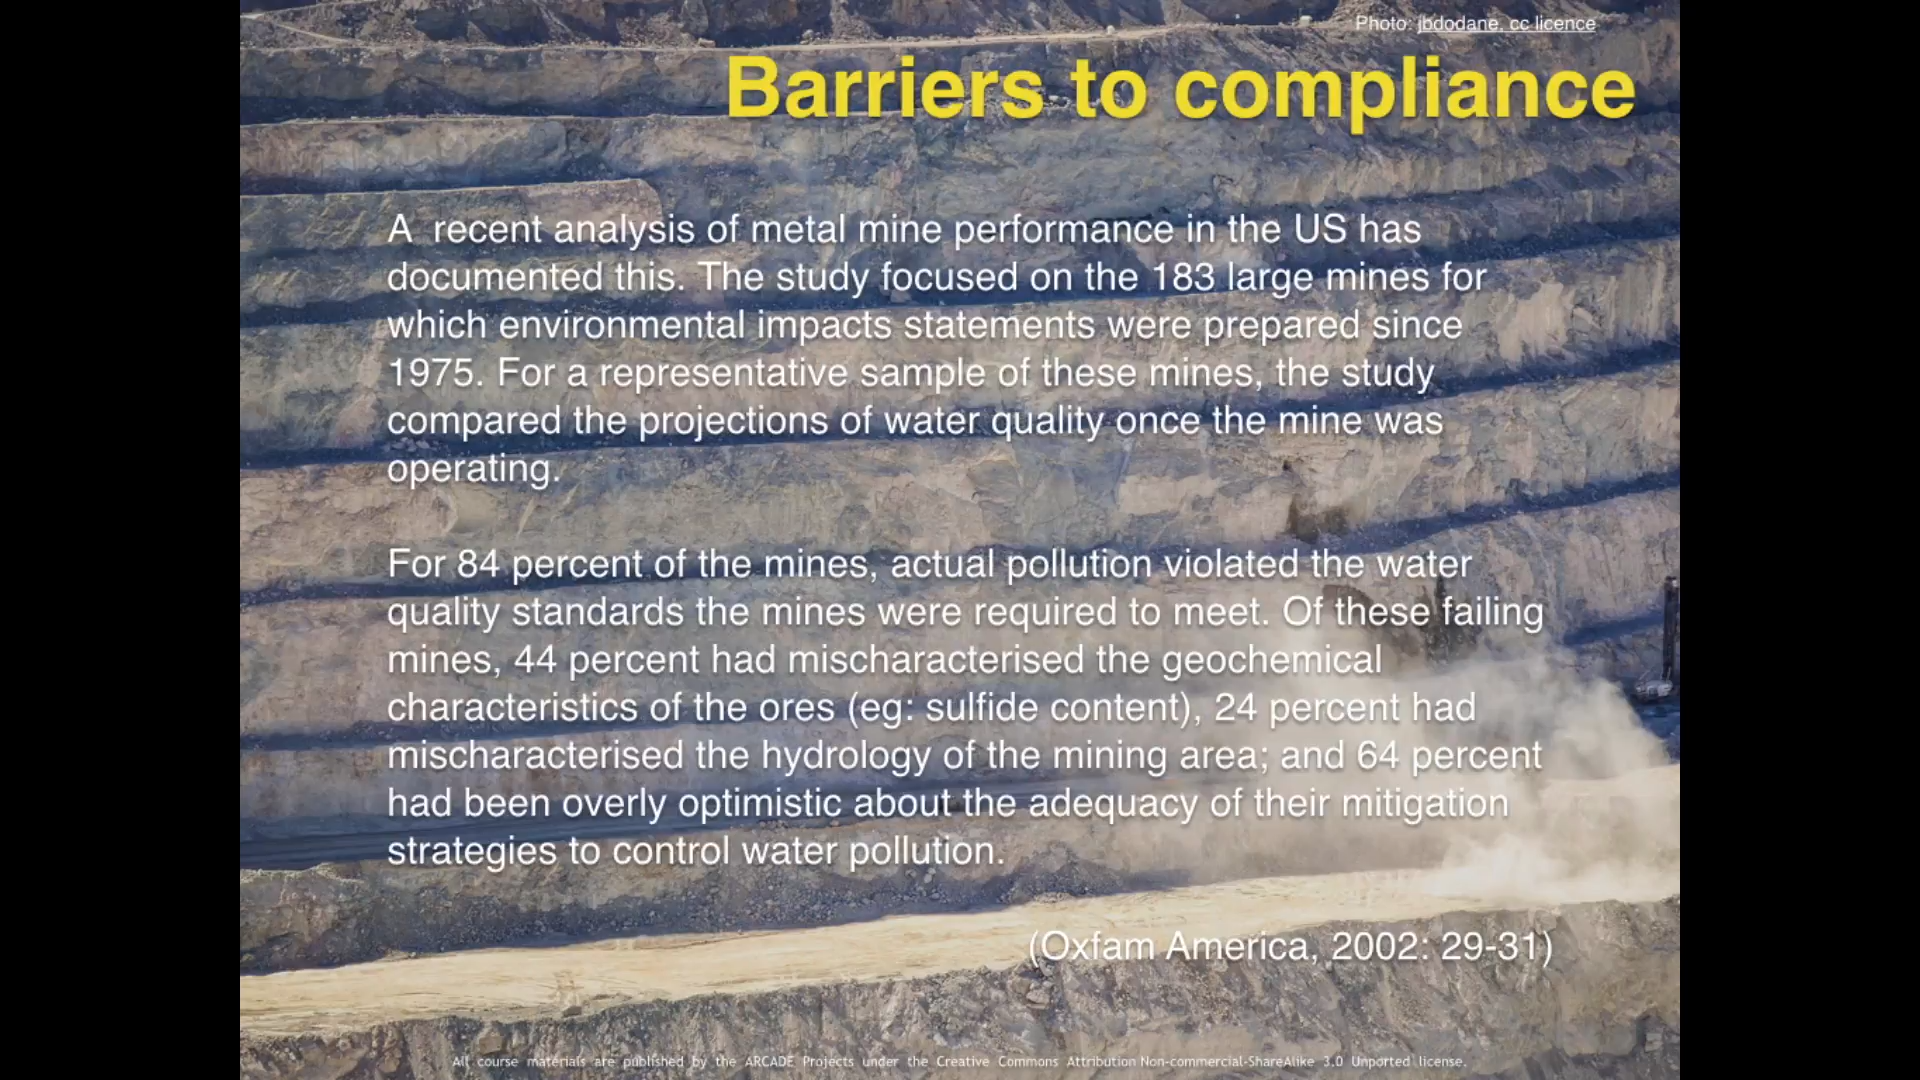 Photo: jbdodane, cc licence
Barriers to compliance
A  recent analysis of metal mine performance in the US has
documented this. The study focused on the 183 large mines for
which environmental impacts statements were prepared since
1975. For a representative sample of these mines, the study
compared the projections of water quality once the mine was
operating.
For 84 percent of the mines, actual pollution violated the water
quality standards the mines were required to meet. Of these failing
mines, 44 percent had mischaracterised the geochemical
characteristics of the ores (eg: sulfide content), 24 percent had
mischaracterised the hydrology of the mining area; and 64 percent
had been overly optimistic about the adequacy of their mitigation
strategies to control water pollution.
(Oxfam America, 2002: 29-31)
All course materials are published by the ARCADE Projects under the Creative Commons Attribution Non-commercial-ShareAlike 3.0 Unported license.